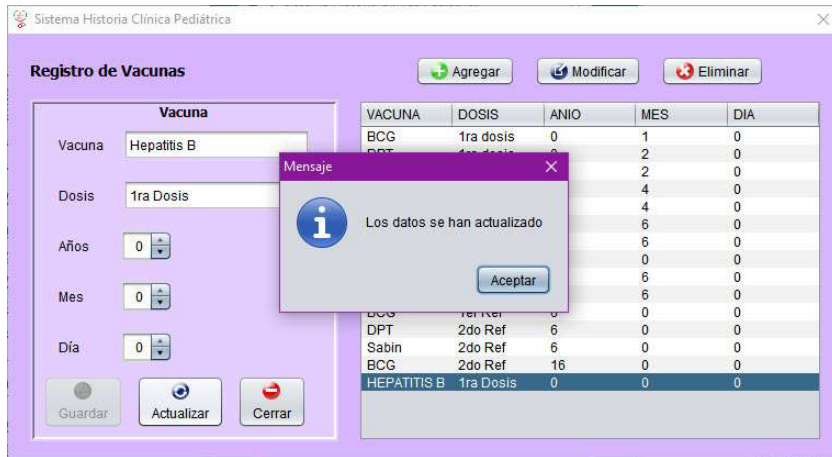 Sistema Historia Clínica Pediátrica
Registro de Vacunas
Agregar
Modificar
Eliminar
Vacuna
Vacuna Hepatitis B
Dosis 1ra Dosis
Años 0
Mes 0
Día 0
Guardar
Actualizar
Cerrar
VACUNA DOSIS ANIO MES DIA
BCG 1ra dosis 0 1 0
2 0
2 0
4 0
4 0
6 0
6 0
0 0
6 0
6 0
0 0
DPT 2do Ref 6 0 0
Sabin 2do Ref 6 0 0
BCG 2do Ref 16 0 0
HEPATITIS B 1ra Dosis 0 0 0
Mensaje
Los datos se han actualizado
Aceptar